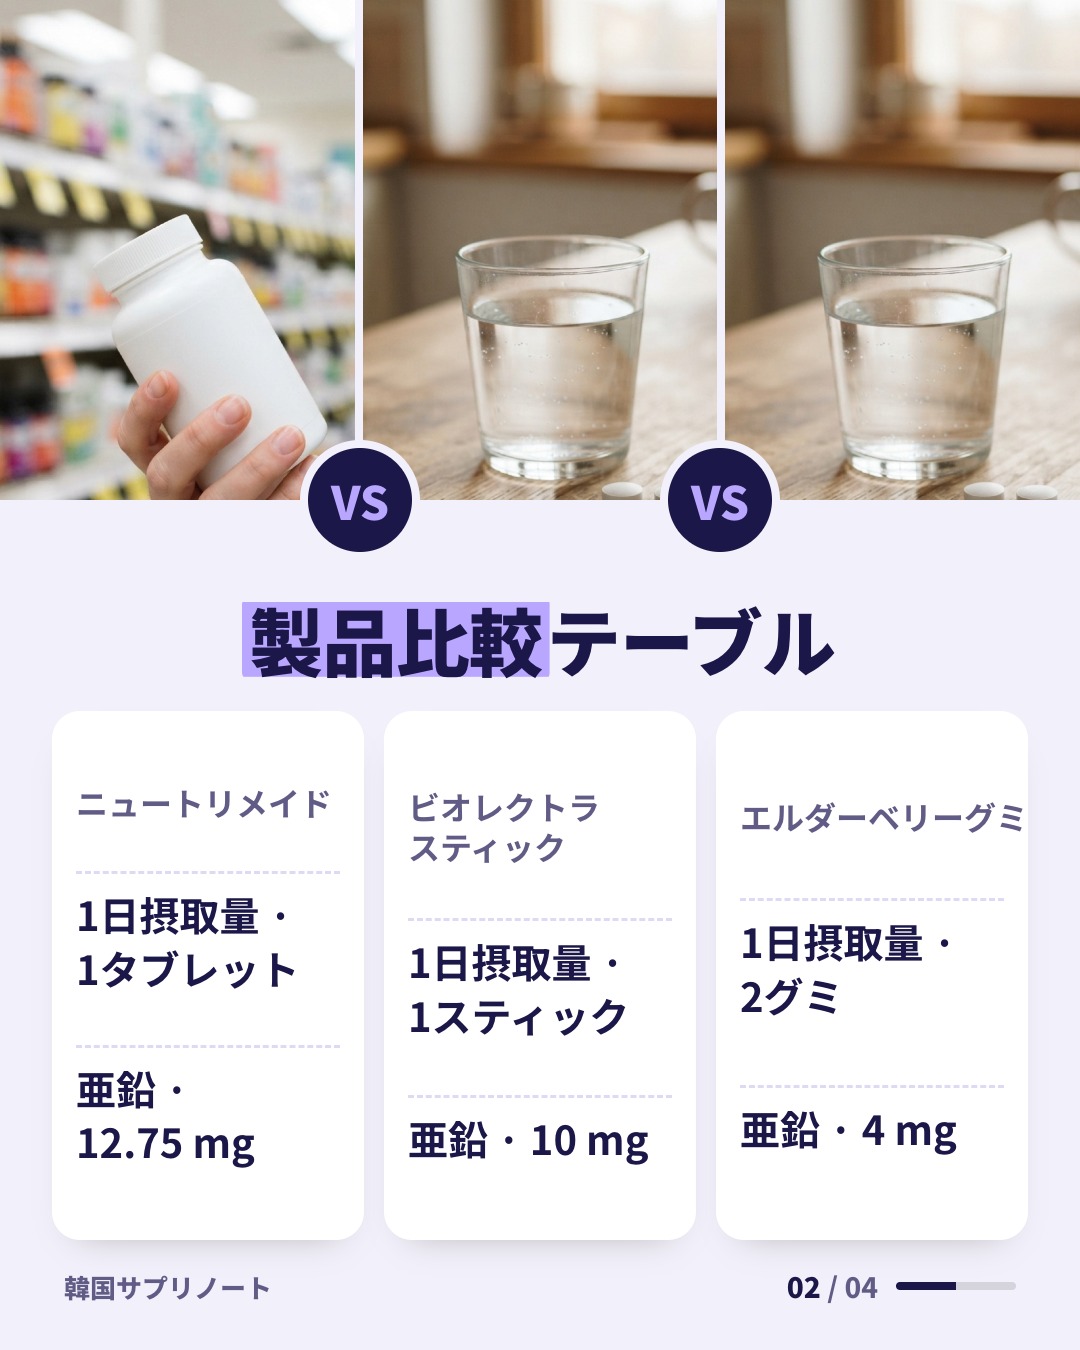 VS
VS
製品比較テーブル
ニュートリメイド
1日摂取量・
1タブレット
亜鉛・
12.75 mg
ビオレクトラ
スティック
1日摂取量・
1スティック
亜鉛・10 mg
エルダーベリーグミ
1日摂取量・
2グミ
亜鉛・4 mg
韓国サプリノート
02 / 04